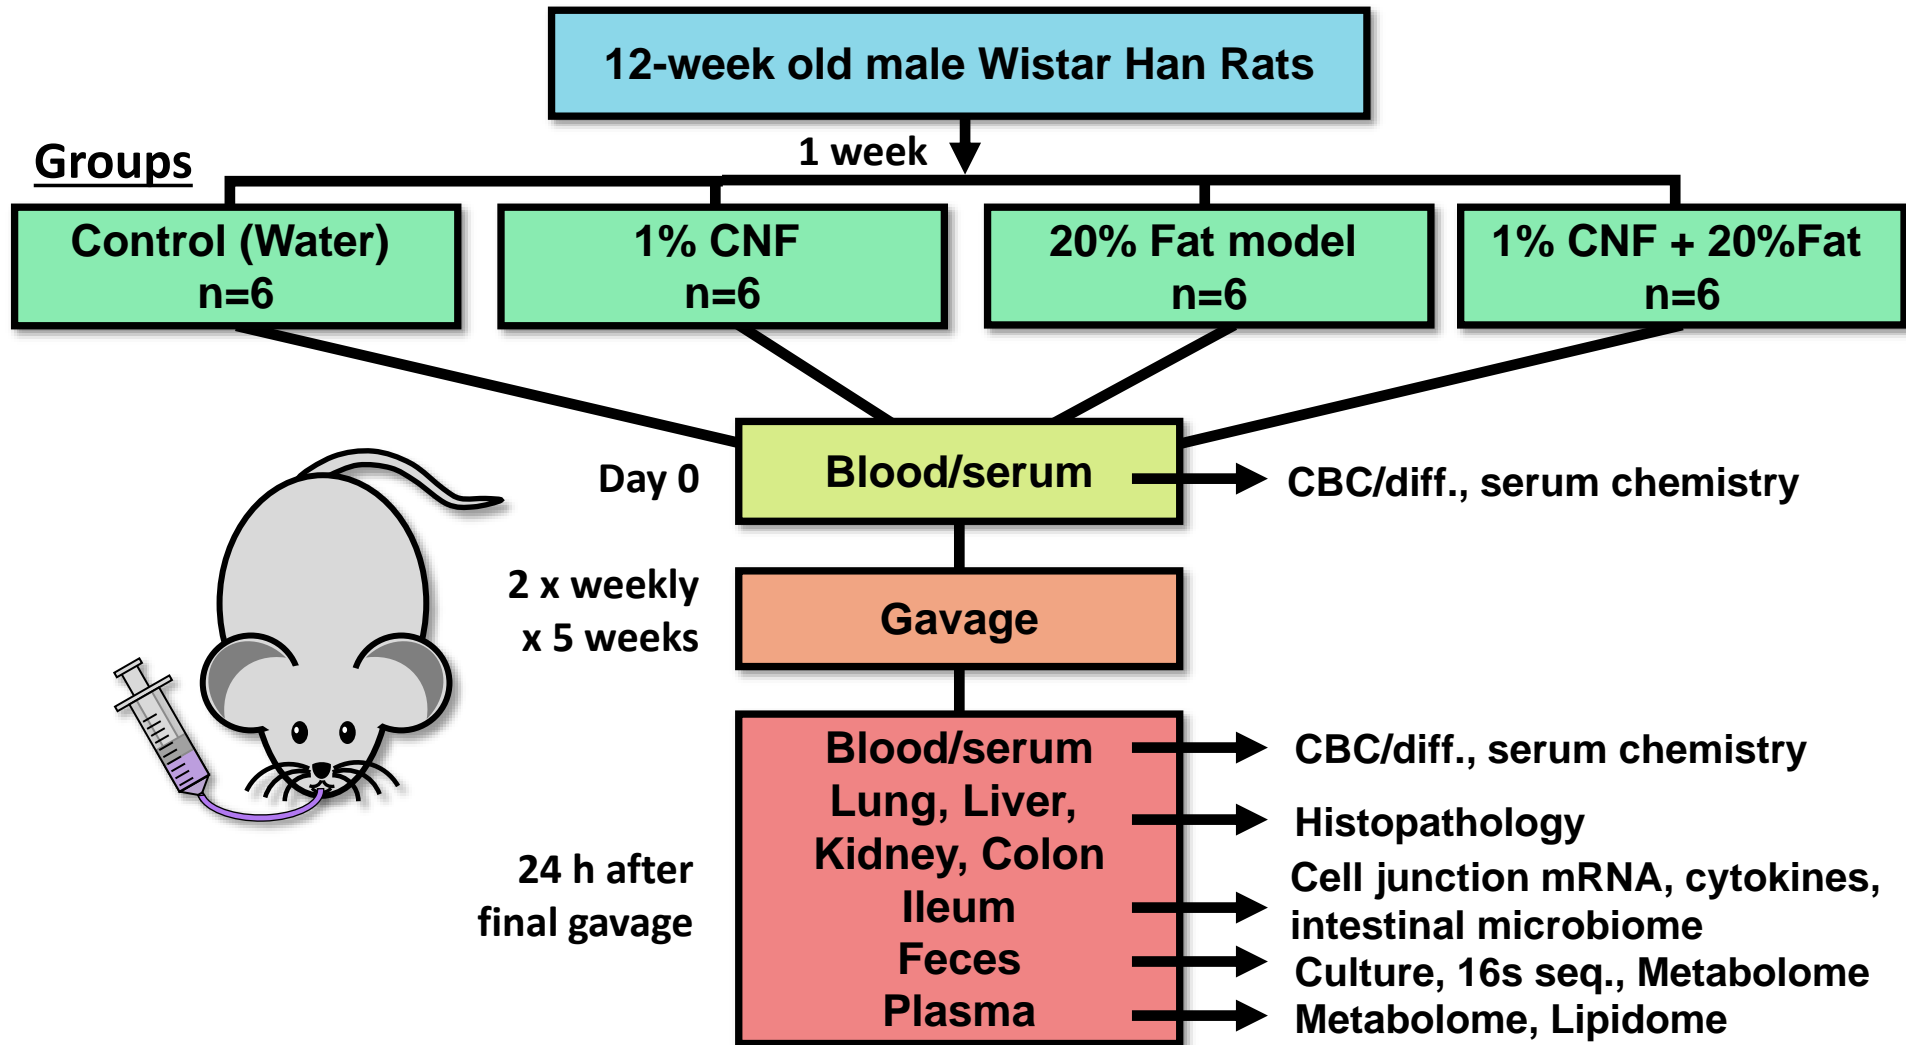 12-week old male Wistar Han Rats
1 week
Groups
Control (Water)
n=6
1% CNF
n=6
20% Fat model
n=6
1% CNF + 20%Fat
n=6
Day 0
Blood/serum
CBC/diff., serum chemistry
2 x weekly
x 5 weeks
Gavage
24 h after
final gavage
Blood/serum
CBC/diff., serum chemistry
Lung, Liver,
Kidney, Colon
Histopathology
Ileum
Cell junction mRNA, cytokines,
intestinal microbiome
Feces
Culture, 16s seq., Metabolome
Plasma
Metabolome, Lipidome